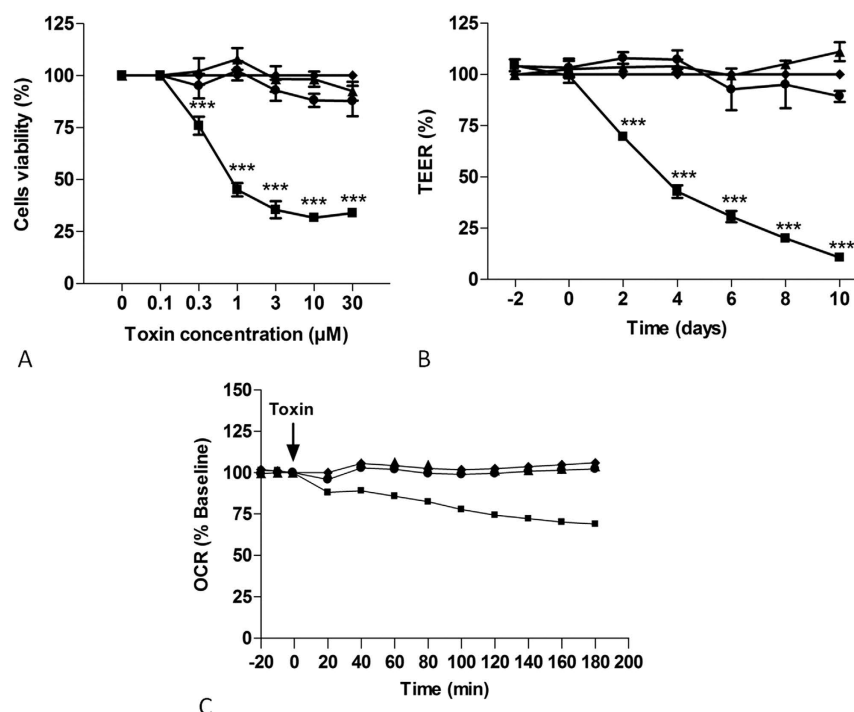 125
100
75
50
25
0
Cells viability (%)
***
***
***
***
***
0 0.1 0.3 1 3 10 30
Toxin concentration (µM)
A
125
100
75
50
25
0
TEER (%)
***
***
***
***
***
-2 0 2 4 6 8 10
Time (days)
B
150
125
100
75
50
25
0
OCR (% Baseline)
Toxin
-20 0 20 40 60 80 100 120 140 160 180 200
Time (min)
C